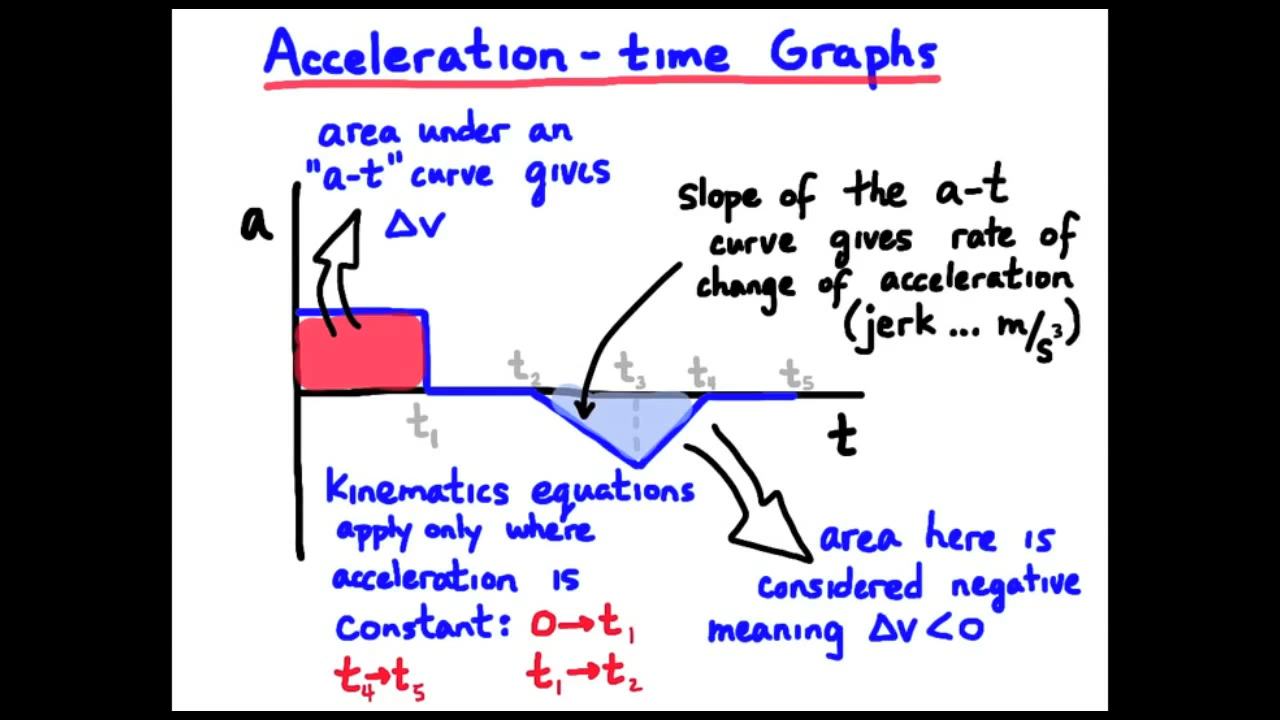 Acceleration - time Graphs
area under an
"a-t" curve gives
Δv
a
slope of the a-t
curve gives rate of
change of acceleration
(jerk ... m/s³)
t₂ t₃ t₄ t₅
t₁
t
Kinematics equations
apply only where
acceleration is
constant: 0→t₁
t₄→t₅ t₁→t₂
area here is
considered negative
meaning Δv<0